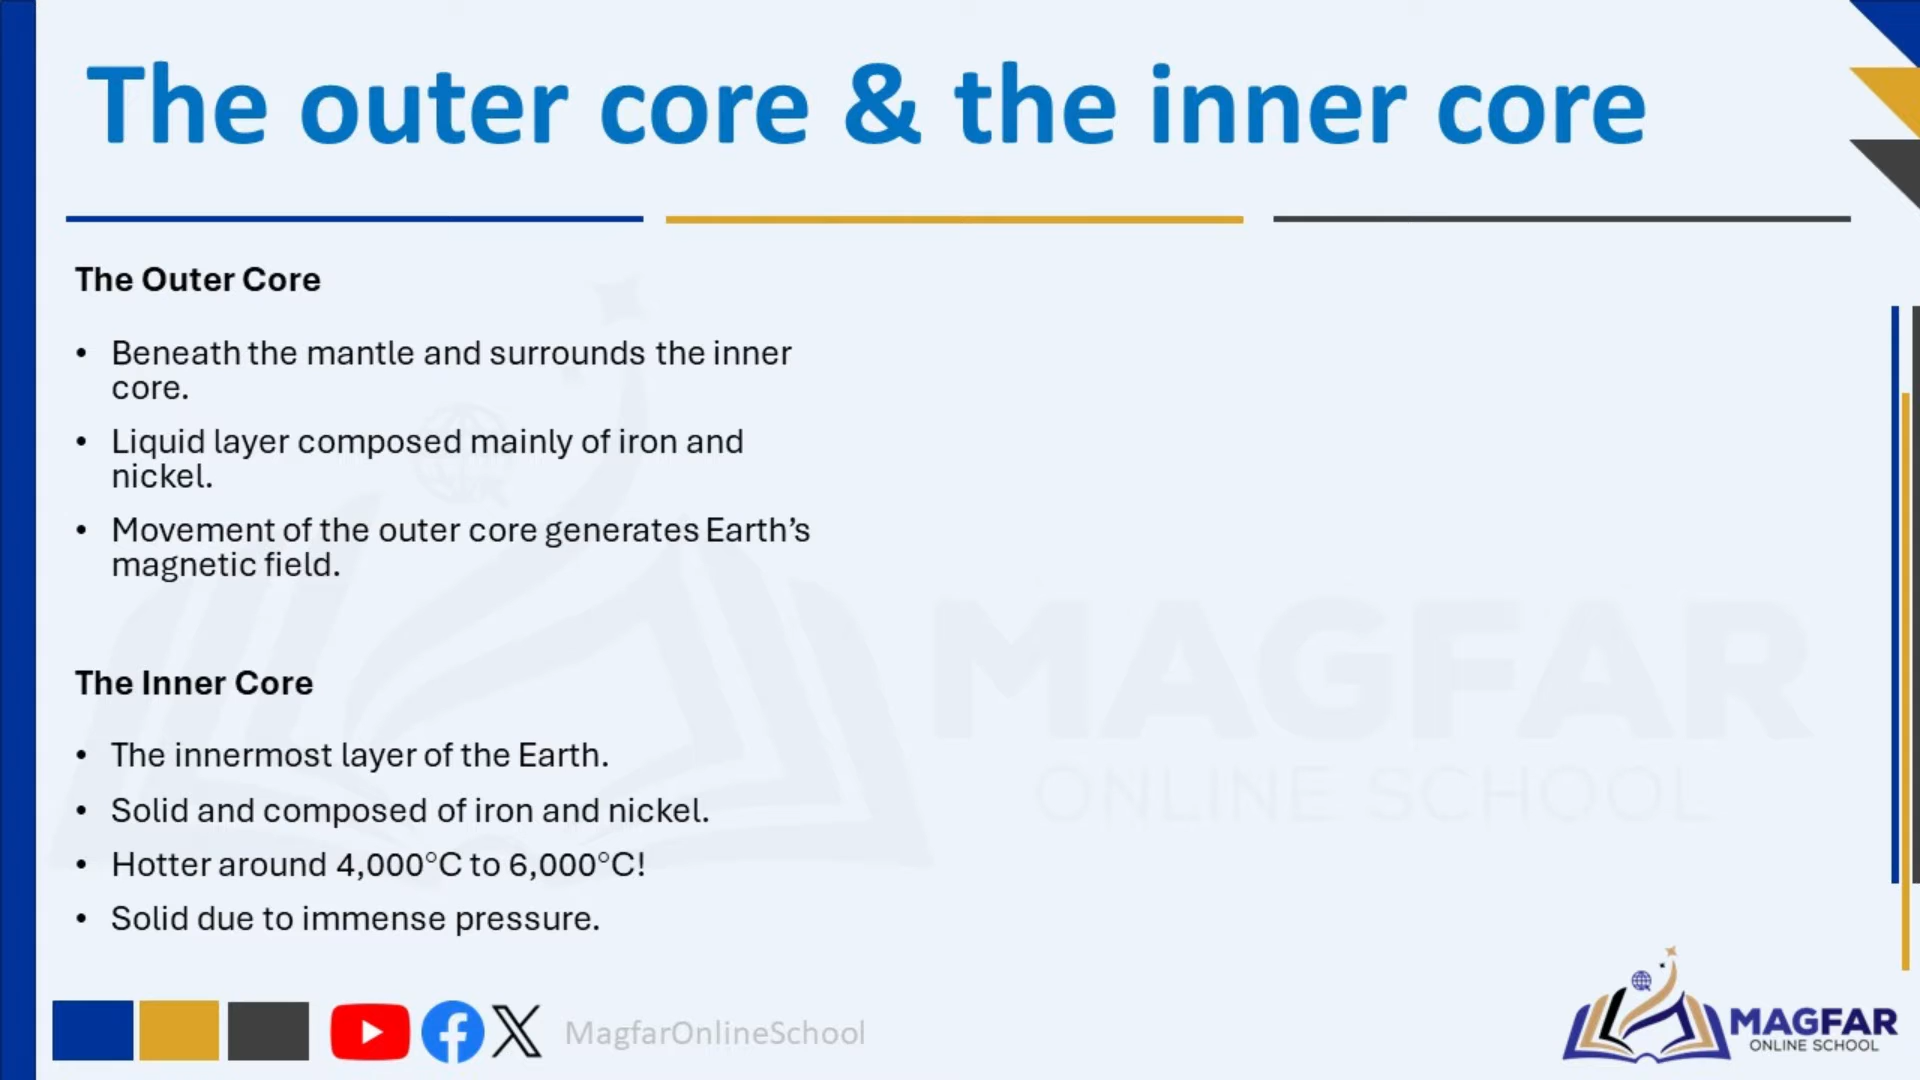 The outer core & the inner core
The Outer Core
• Beneath the mantle and surrounds the inner
core.
• Liquid layer composed mainly of iron and
nickel.
• Movement of the outer core generates Earth’s
magnetic field.
The Inner Core
• The innermost layer of the Earth.
• Solid and composed of iron and nickel.
• Hotter around 4,000°C to 6,000°C!
• Solid due to immense pressure.
MAGFAR
ONLINE SCHOOL
MagfarOnlineSchool
MAGFAR
ONLINE SCHOOL